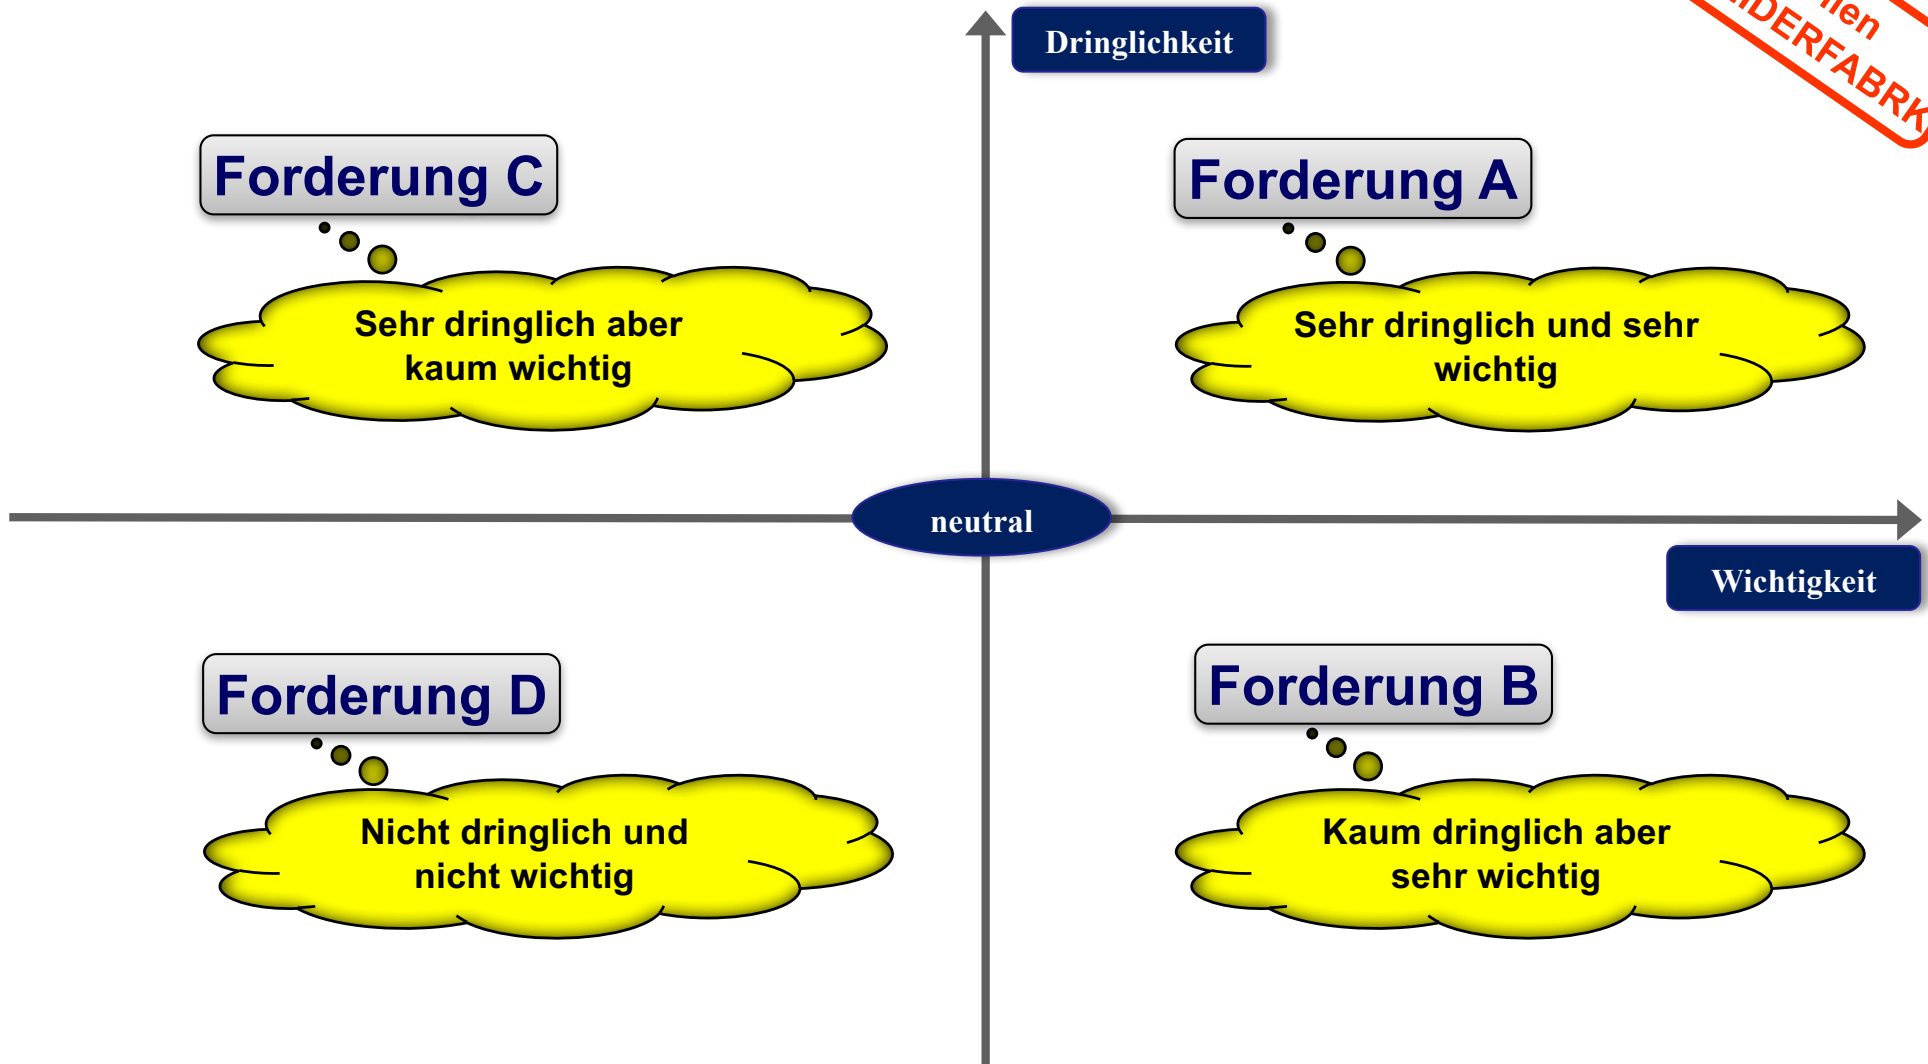 Dringlichkeit
Forderung C
Forderung A
Sehr dringlich aber
kaum wichtig
Sehr dringlich und sehr
wichtig
neutral
Wichtigkeit
Forderung D
Forderung B
Nicht dringlich und
nicht wichtig
Kaum dringlich aber
sehr wichtig